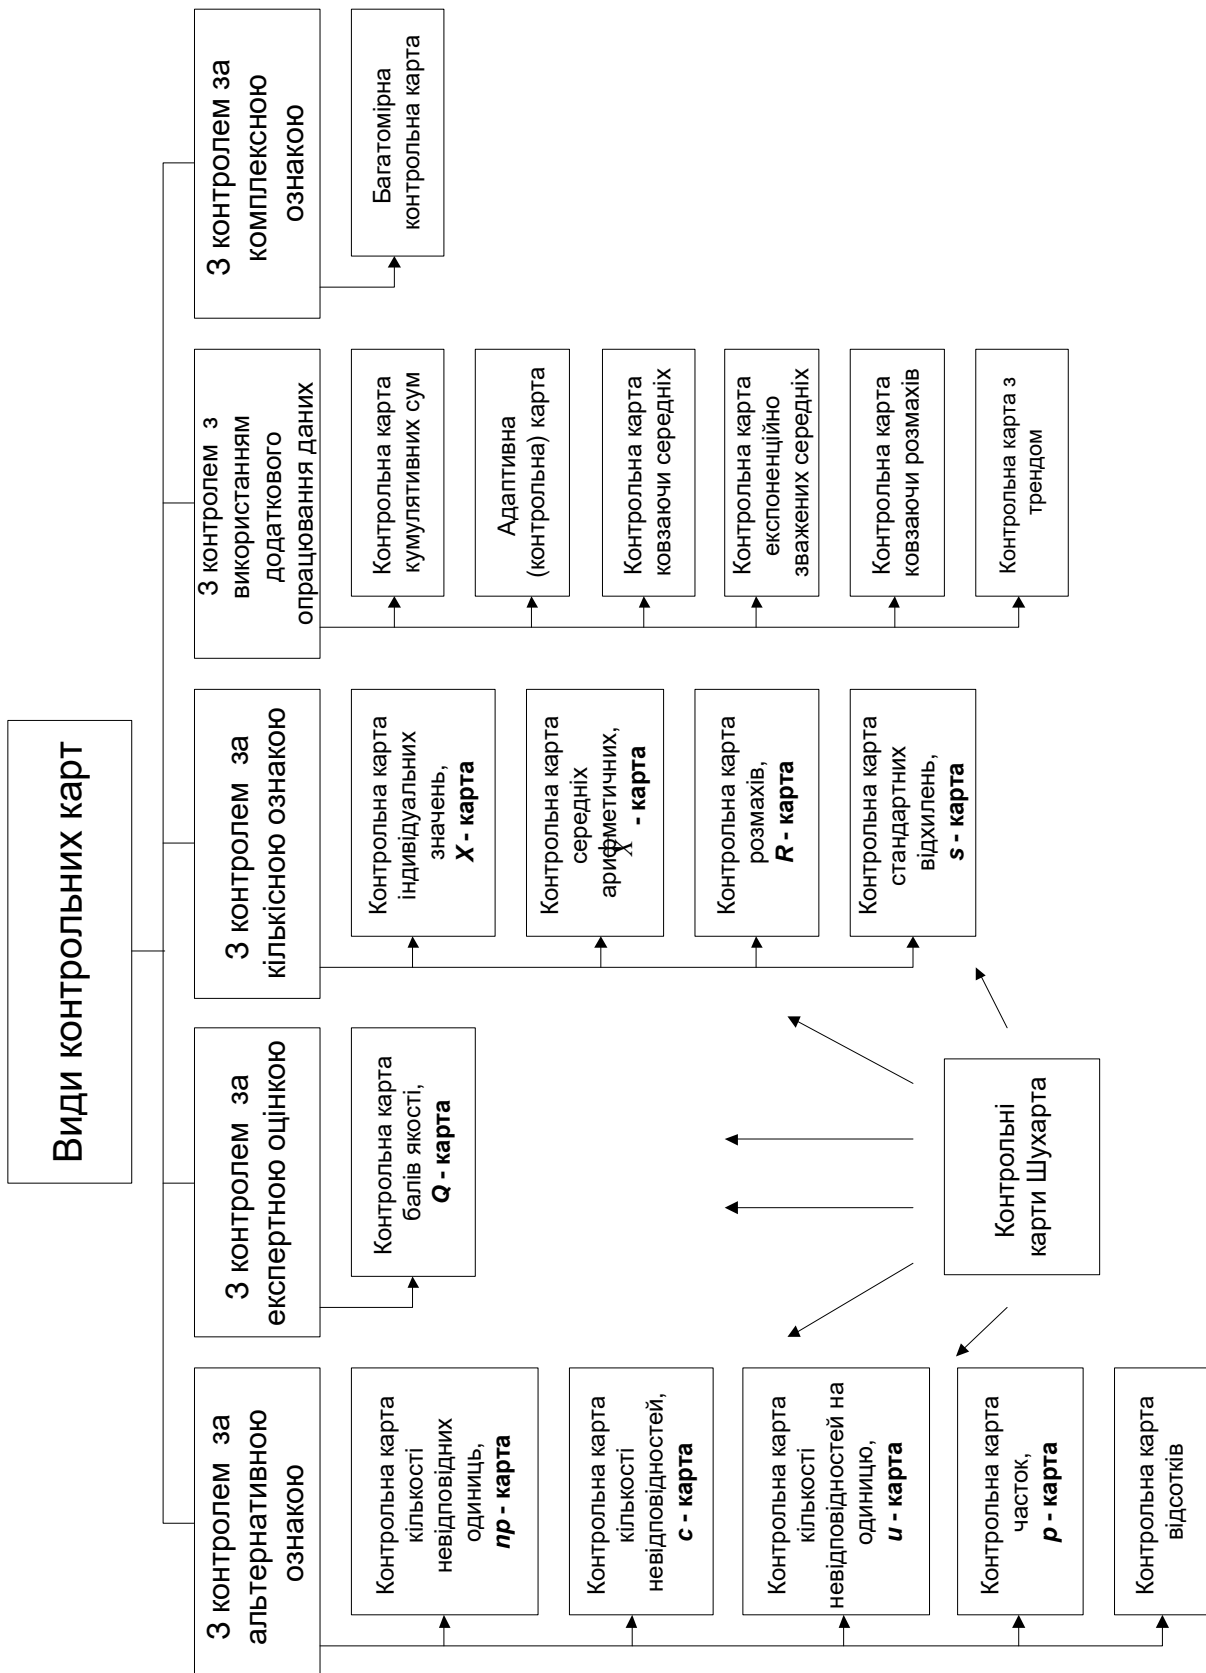 Види контрольних карт
З контролем за
альтернативною
ознакою
Контрольна карта
кількості
невідповідних
одиниць,
np - карта
Контрольна карта
кількості
невідповідностей,
c - карта
Контрольна карта
кількості
невідповідностей на
одиницю,
u - карта
Контрольна карта
часток,
p - карта
Контрольна карта
відсотків
З контролем за
експертною оцінкою
Контрольна карта
балів якості,
Q - карта
З контролем за
кількісною ознакою
Контрольна карта
індивідуальних
значень,
X - карта
Контрольна карта
середніх
арифметичних,
X - карта
Контрольна карта
розмахів,
R - карта
Контрольна карта
стандартних
відхилень,
s - карта
Контрольні
карти Шухарта
З контролем з
використанням
додаткового
опрацювання даних
Контрольна карта
кумулятивних сум
Адаптивна
(контрольна) карта
Контрольна карта
ковзаючи середніх
Контрольна карта
експоненційно
зважених середніх
Контрольна карта
ковзаючи розмахів
Контрольна карта з
трендом
З контролем за
комплексною
ознакою
Багатомірна
контрольна карта